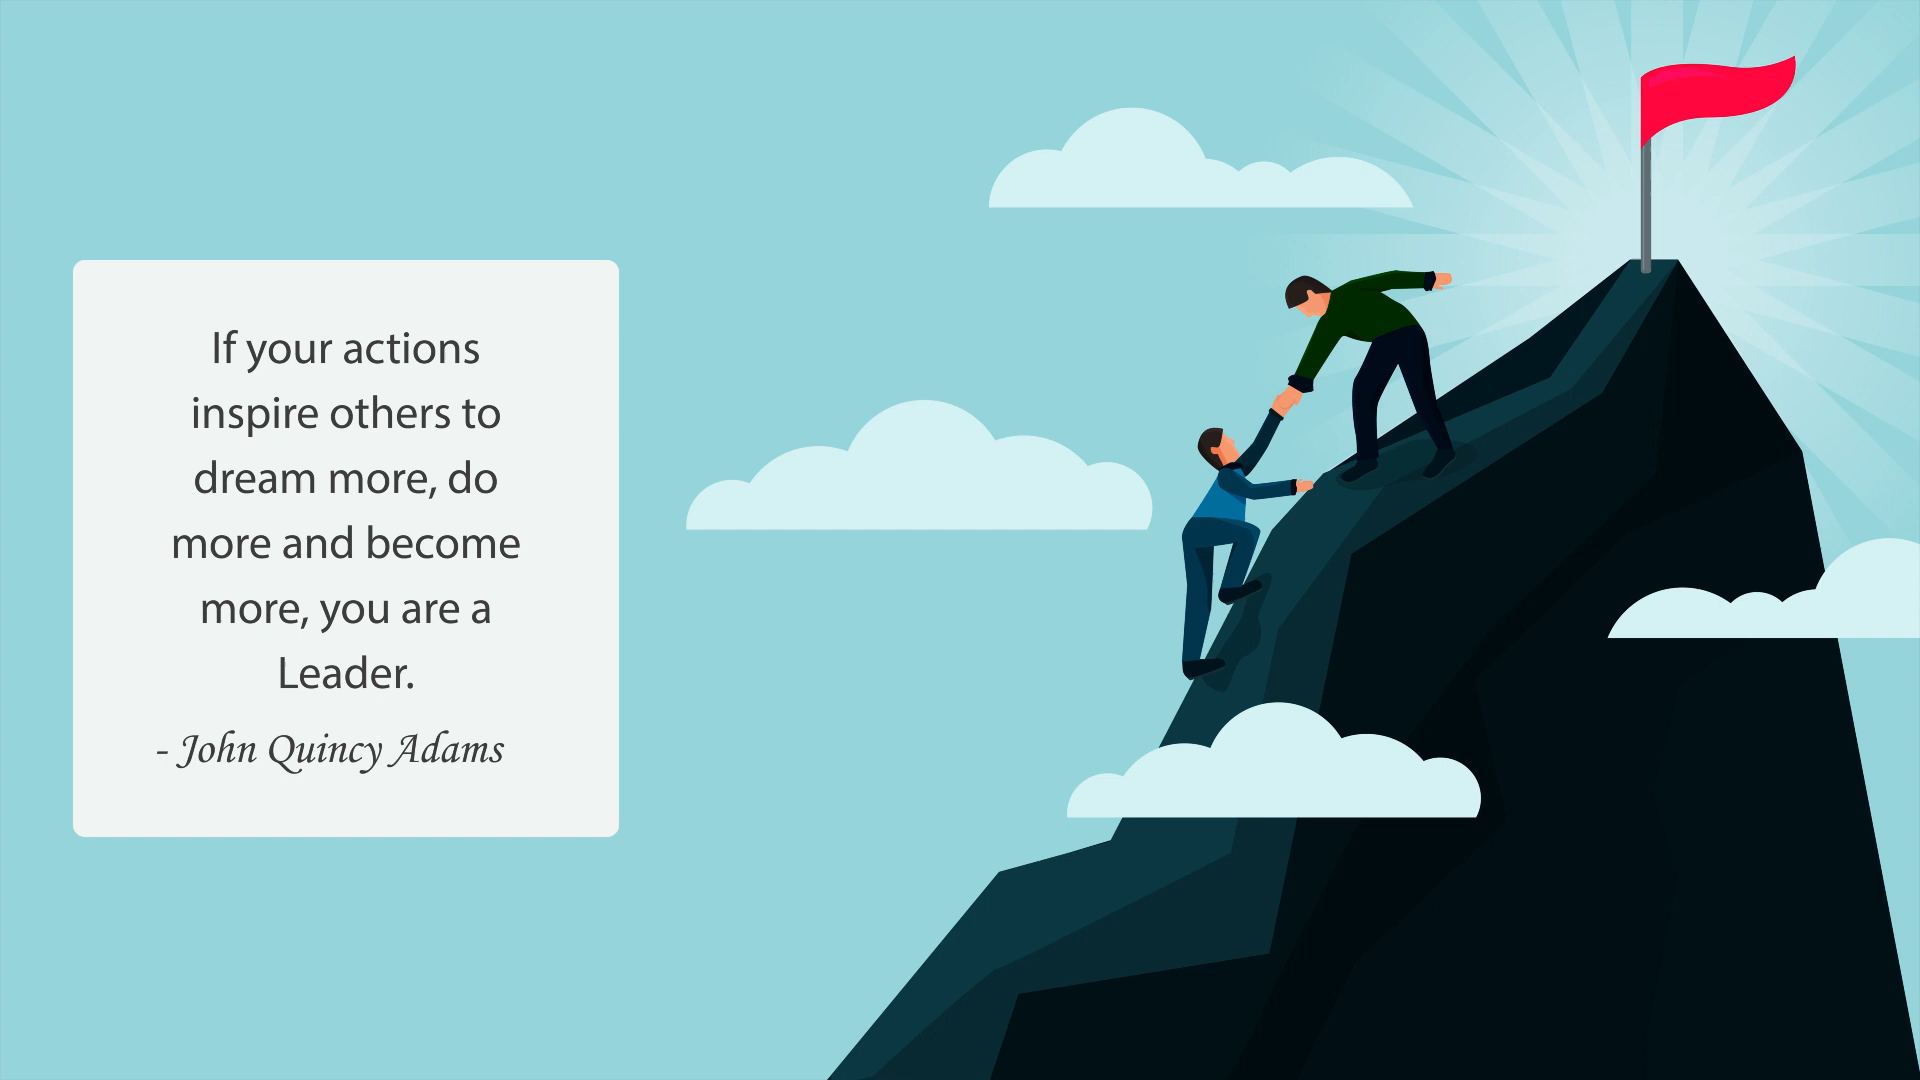 If your actions
inspire others to
dream more, do
more and become
more, you are a
Leader.
- John Quincy Adams